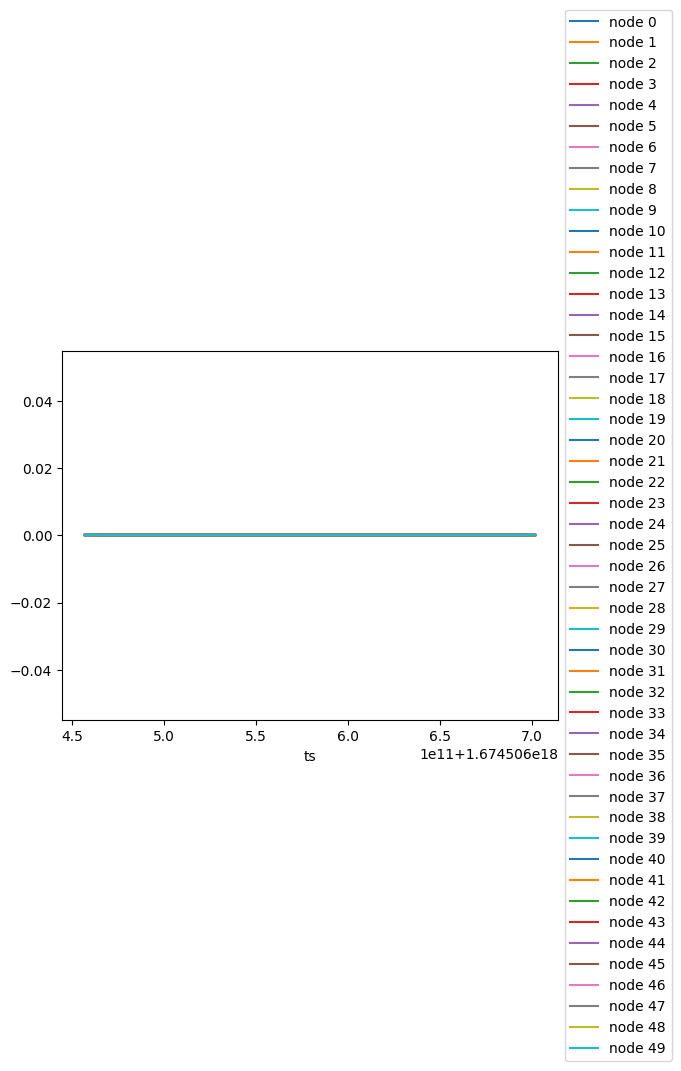 node 0
node 1
node 2
node 3
node 4
node 5
node 6
node 7
node 8
node 9
node 10
node 11
node 12
node 13
node 14
node 15
node 16
node 17
node 18
node 19
node 20
node 21
node 22
node 23
node 24
node 25
node 26
node 27
node 28
node 29
node 30
node 31
node 32
node 33
node 34
node 35
node 36
node 37
node 38
node 39
node 40
node 41
node 42
node 43
node 44
node 45
node 46
node 47
node 48
node 49
0.04
0.02
0.00
−0.02
−0.04
4.5 5.0 5.5 6.0 6.5 7.0
ts
1e11+1.674506e18